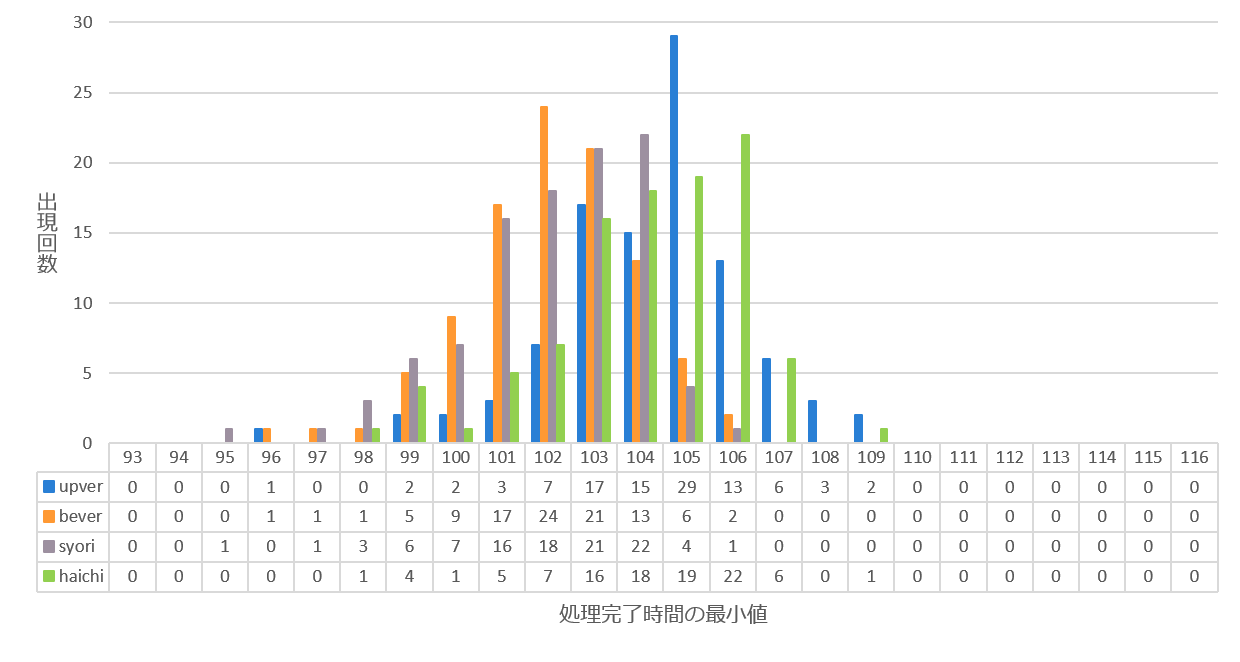 30
25
20
15
10
5
0
出現回数
93 94 95 96 97 98 99 100 101 102 103 104 105 106 107 108 109 110 111 112 113 114 115 116
upver 0 0 0 1 0 0 2 2 3 7 17 15 29 13 6 3 2 0 0 0 0 0 0 0
bever 0 0 0 1 1 1 5 9 17 24 21 13 6 2 0 0 0 0 0 0 0 0 0 0
syori 0 0 1 0 1 3 6 7 16 18 21 22 4 1 0 0 0 0 0 0 0 0 0 0
haichi 0 0 0 0 0 1 4 1 5 7 16 18 19 22 6 0 1 0 0 0 0 0 0 0
処理完了時間の最小値